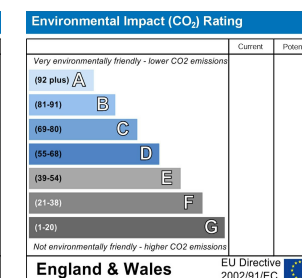 Environmental Impact (CO₂) Rating
Current
Very environmentally friendly - lower CO2 emissions
(92 plus) A
(81-91) B
(69-80) C
(55-68) D
(39-54) E
(21-38) F
(1-20) G
Not environmentally friendly - higher CO2 emissions
England & Wales
EU Directive
2002/91/EC